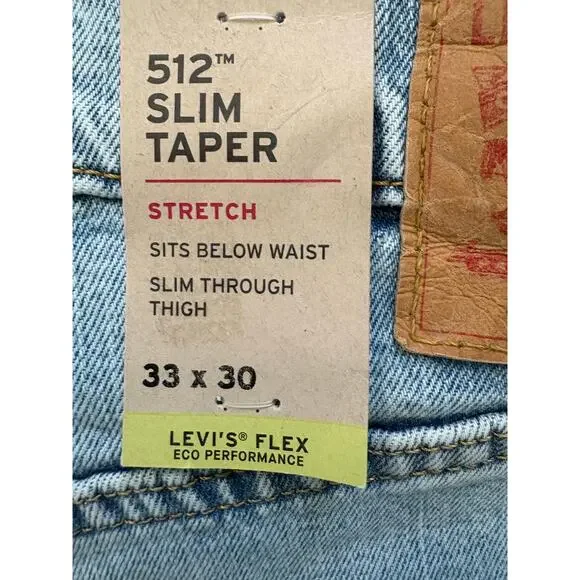 512™
SLIM
TAPER
STRETCH
SITS BELOW WAIST
SLIM THROUGH
THIGH
33 x 30
LEVI'S® FLEX
ECO PERFORMANCE